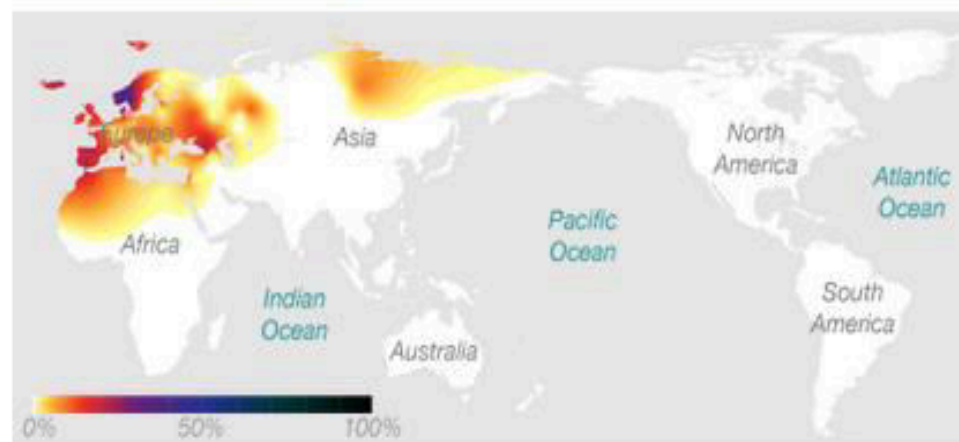 Europe
Asia
North
America
Atlantic
Ocean
Pacific
Ocean
Africa
Indian
Ocean
South
America
Australia
0%
50%
100%